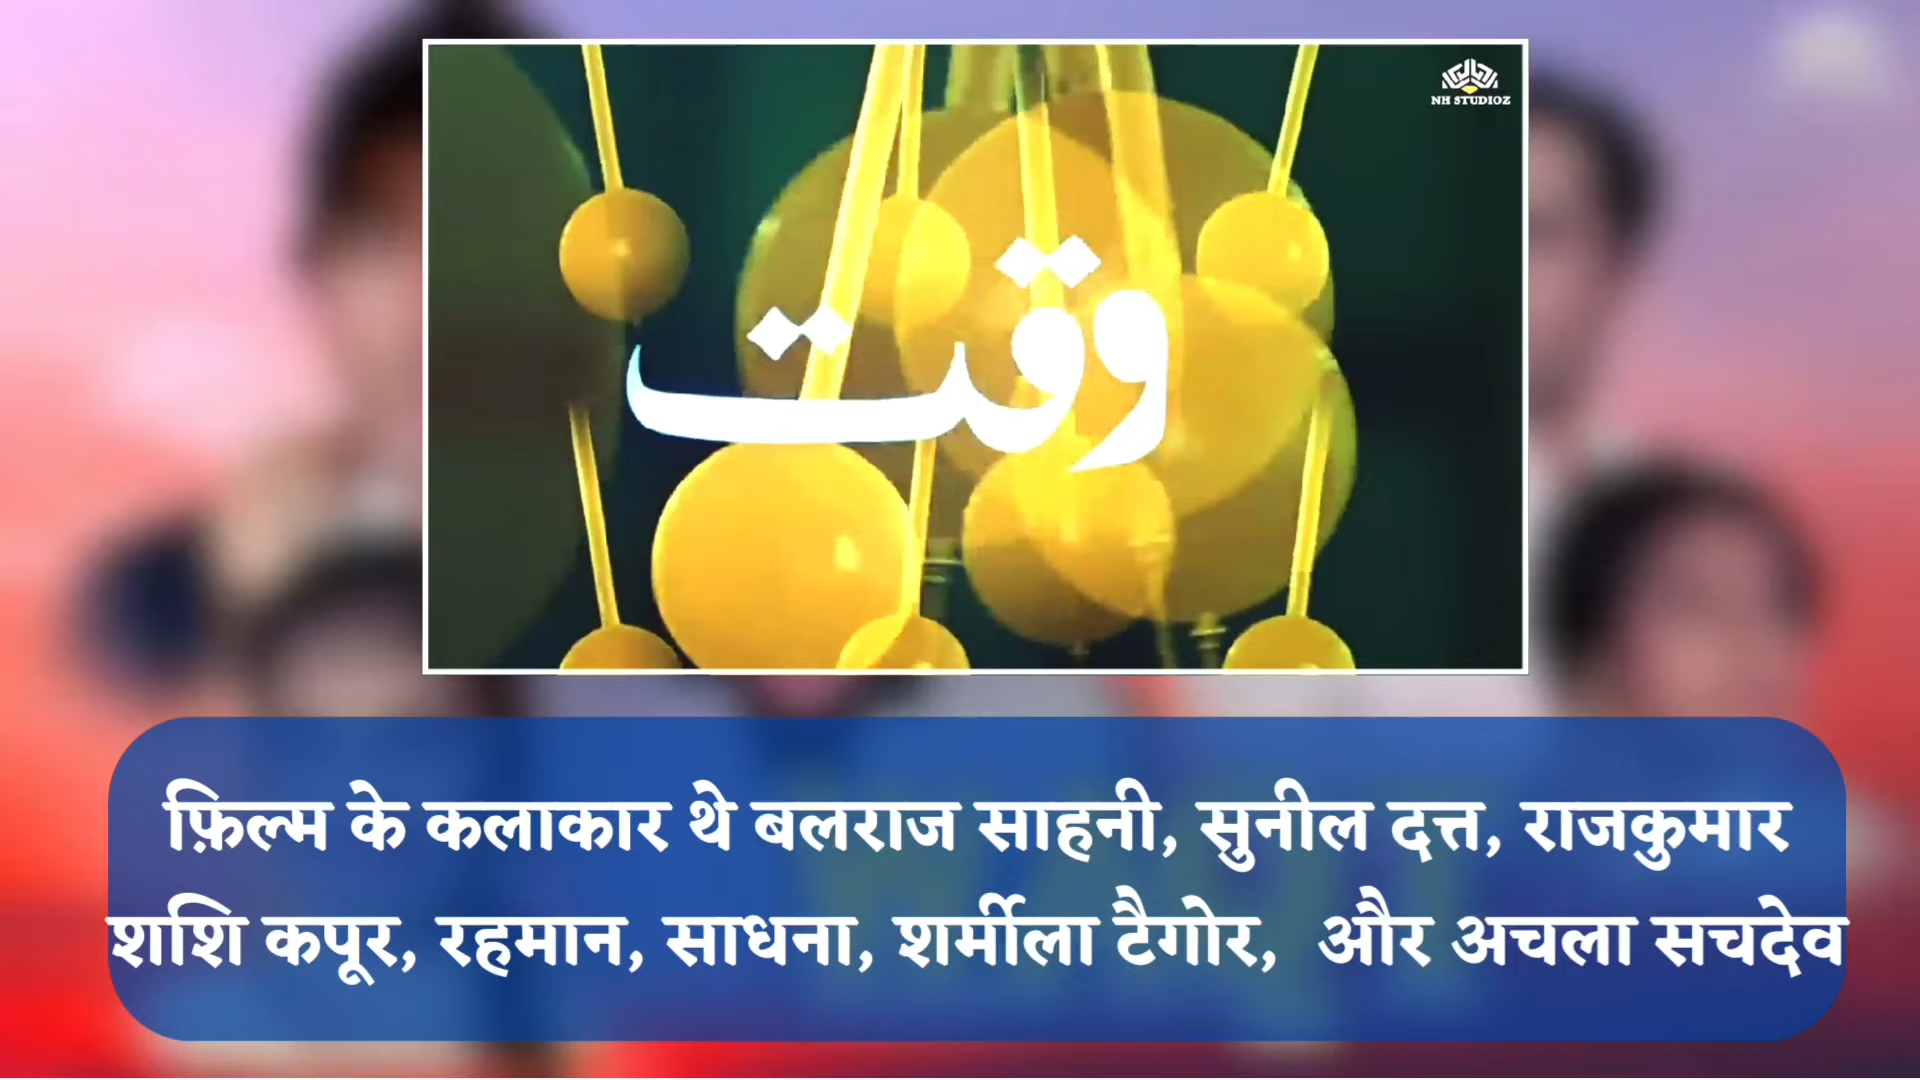 NH STUDIOZ
وقت
फ़िल्म के कलाकार थे बलराज साहनी, सुनील दत्त, राजकुमार
शशि कपूर, रहमान, साधना, शर्मीला टैगोर, और अचला सचदेव